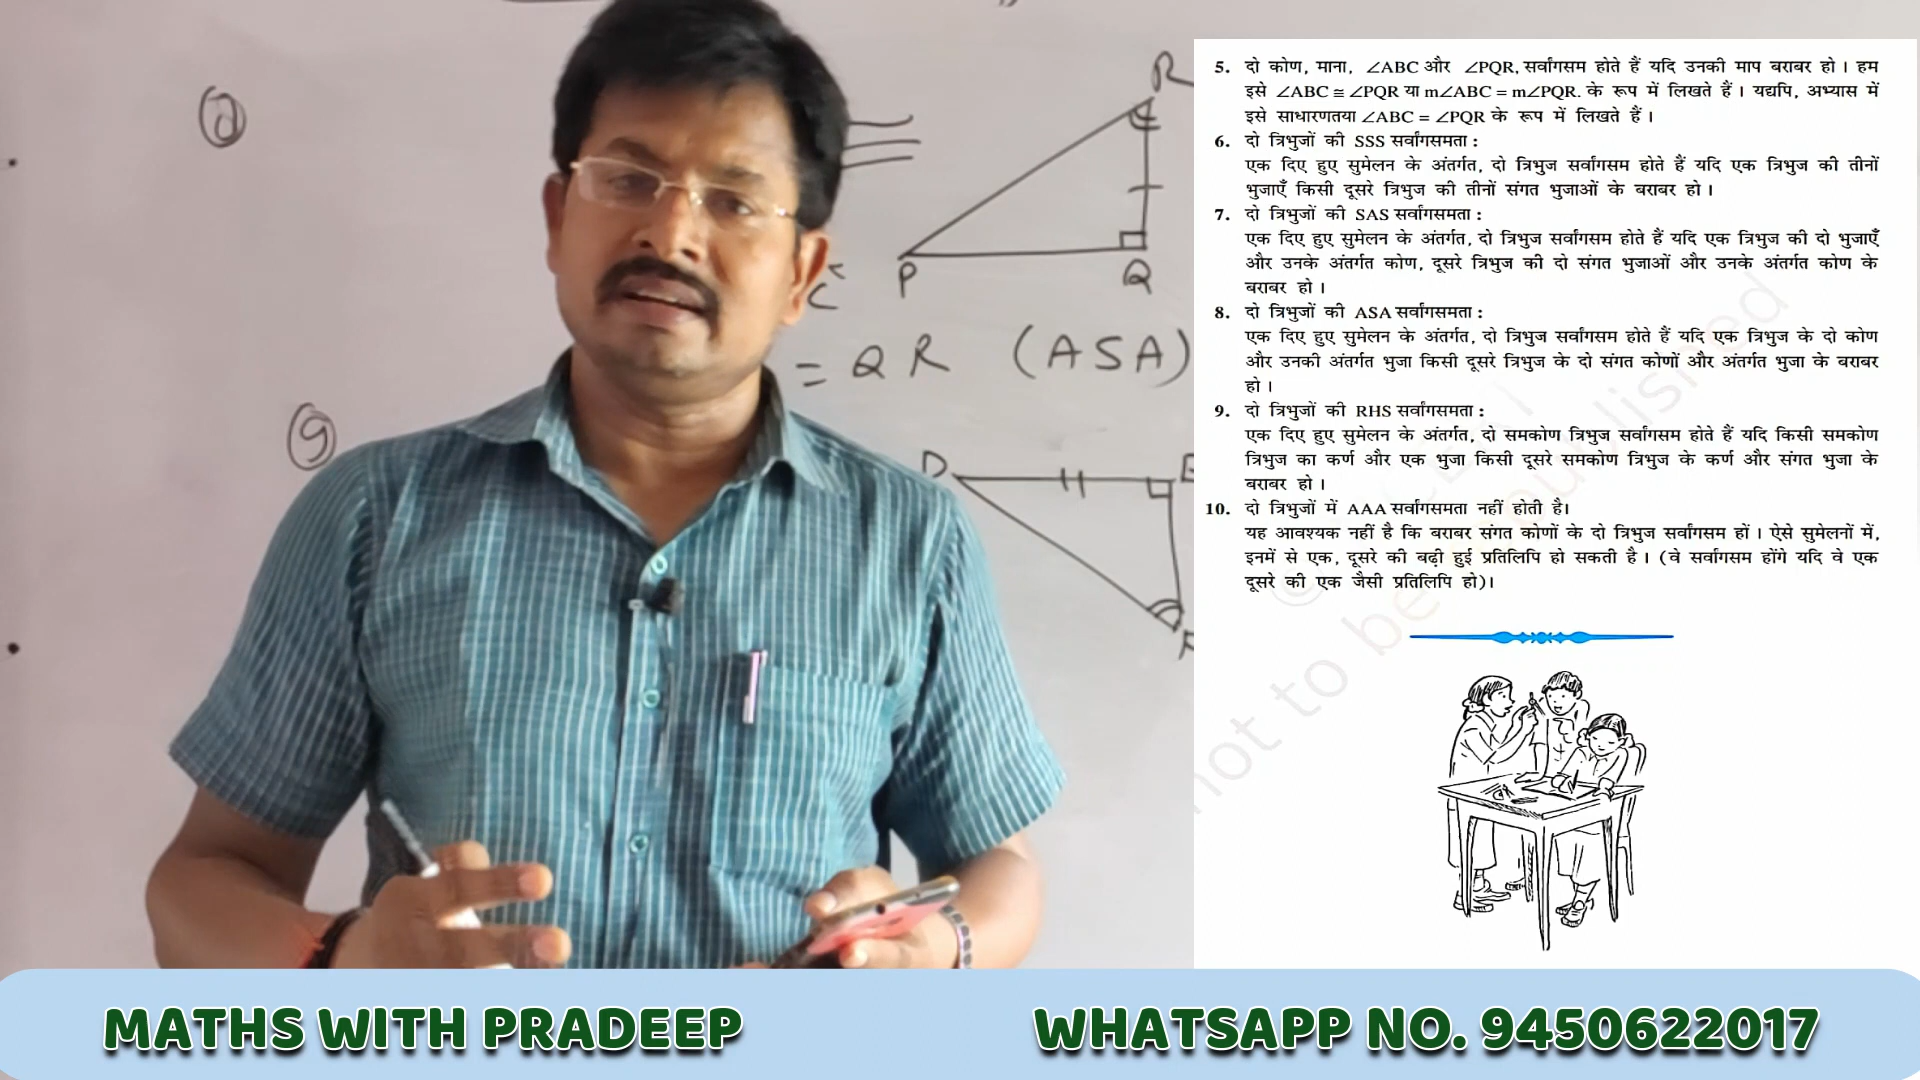 a
R
P
Q
C
= QR (ASA)
9
D
5. दो कोण, माना, ∠ABC और ∠PQR, सर्वांगसम होते हैं यदि उनकी माप बराबर हो। हम
इसे ∠ABC ≅ ∠PQR या m∠ABC = m∠PQR. के रूप में लिखते हैं। यद्यपि, अभ्यास में
इसे साधारणतया ∠ABC = ∠PQR के रूप में लिखते हैं।
6. दो त्रिभुजों की SSS सर्वांगसमता :
एक दिए हुए सुमेलन के अंतर्गत, दो त्रिभुज सर्वांगसम होते हैं यदि एक त्रिभुज की तीनों
भुजाएँ किसी दूसरे त्रिभुज की तीनों संगत भुजाओं के बराबर हो।
7. दो त्रिभुजों की SAS सर्वांगसमता :
एक दिए हुए सुमेलन के अंतर्गत, दो त्रिभुज सर्वांगसम होते हैं यदि एक त्रिभुज की दो भुजाएँ
और उनके अंतर्गत कोण, दूसरे त्रिभुज की दो संगत भुजाओं और उनके अंतर्गत कोण के
बराबर हो।
8. दो त्रिभुजों की ASA सर्वांगसमता :
एक दिए हुए सुमेलन के अंतर्गत, दो त्रिभुज सर्वांगसम होते हैं यदि एक त्रिभुज के दो कोण
और उनकी अंतर्गत भुजा किसी दूसरे त्रिभुज के दो संगत कोणों और अंतर्गत भुजा के बराबर
हो।
9. दो त्रिभुजों की RHS सर्वांगसमता :
एक दिए हुए सुमेलन के अंतर्गत, दो समकोण त्रिभुज सर्वांगसम होते हैं यदि किसी समकोण
त्रिभुज का कर्ण और एक भुजा किसी दूसरे समकोण त्रिभुज के कर्ण और संगत भुजा के
बराबर हो।
10. दो त्रिभुजों में AAA सर्वांगसमता नहीं होती है।
यह आवश्यक नहीं है कि बराबर संगत कोणों के दो त्रिभुज सर्वांगसम हों। ऐसे सुमेलनों में,
इनमें से एक, दूसरे की बढ़ी हुई प्रतिलिपि हो सकती है। (वे सर्वांगसम होंगे यदि वे एक
दूसरे की एक जैसी प्रतिलिपि हो)।
not to be published
MATHS WITH PRADEEP
WHATSAPP NO. 9450622017